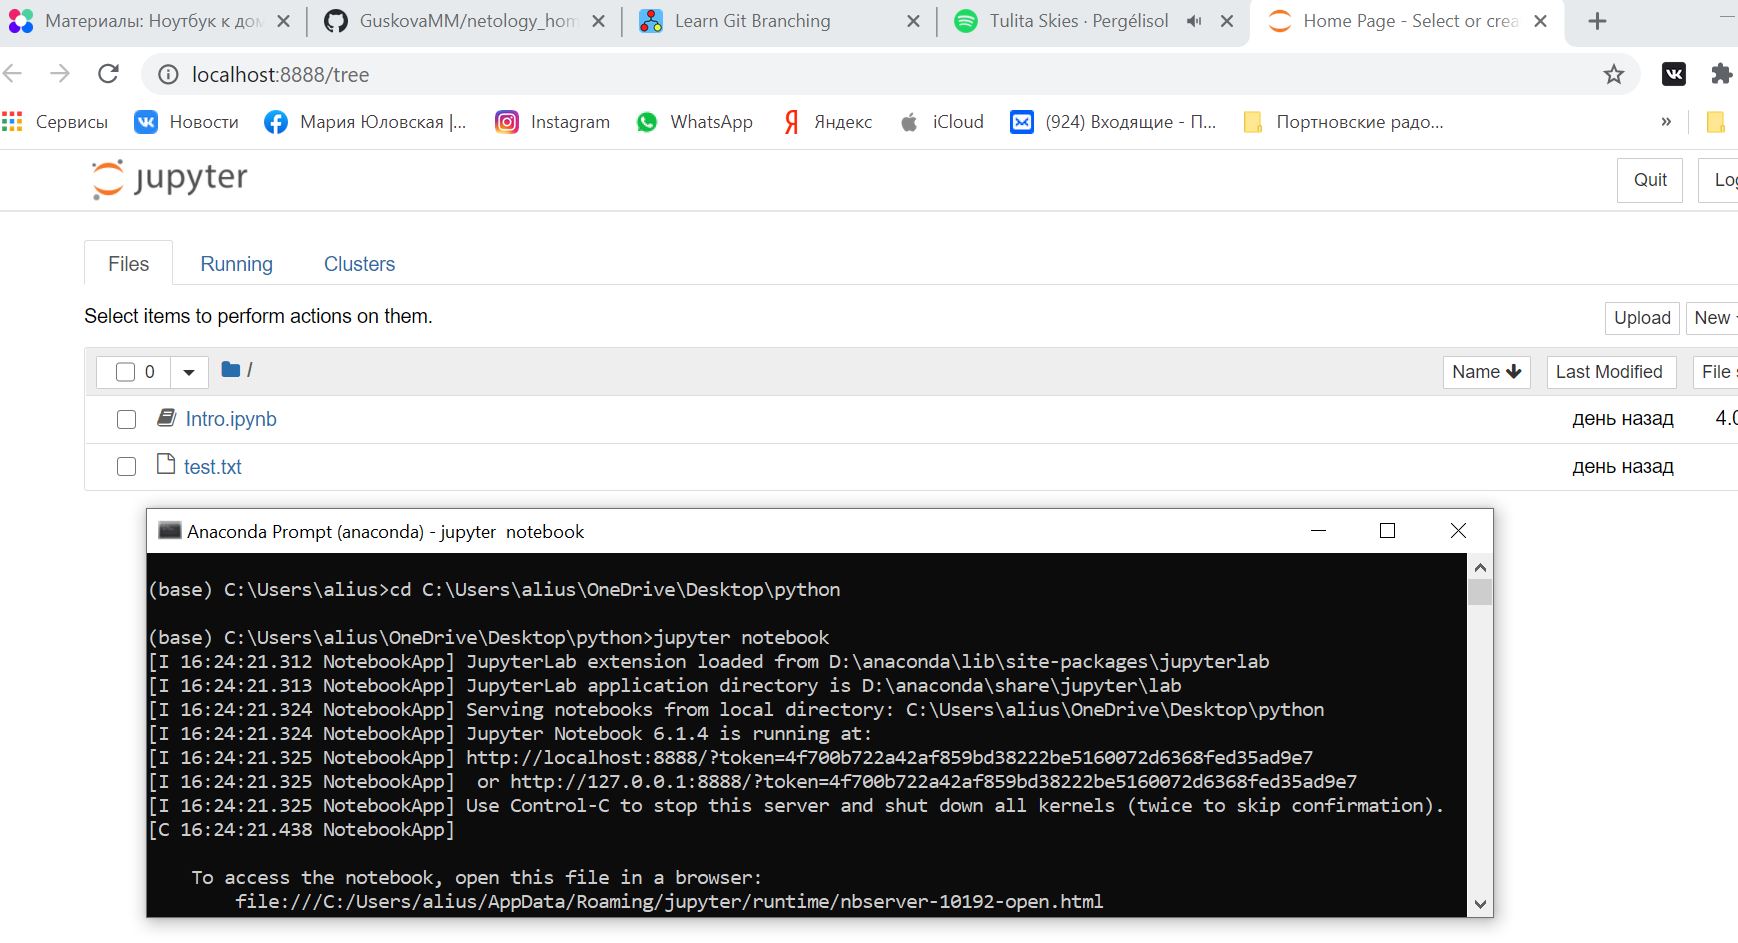 Материалы: Ноутбук к дом
GuskovaMM/netology_hom
Learn Git Branching
Tulita Skies · Pergélisol
Home Page - Select or crea
localhost:8888/tree
Сервисы
Новости
Мария Юловская |...
Instagram
WhatsApp
Яндекс
iCloud
(924) Входящие - П...
Портновские радо...
»
jupyter
Quit
Log
Files
Running
Clusters
Select items to perform actions on them.
Upload
New
0
/
Name
Last Modified
File s
Intro.ipynb
день назад
4.0
test.txt
день назад
Anaconda Prompt (anaconda) - jupyter  notebook
(base) C:\Users\alius>cd C:\Users\alius\OneDrive\Desktop\python
(base) C:\Users\alius\OneDrive\Desktop\python>jupyter notebook
[I 16:24:21.312 NotebookApp] JupyterLab extension loaded from D:\anaconda\lib\site-packages\jupyterlab
[I 16:24:21.313 NotebookApp] JupyterLab application directory is D:\anaconda\share\jupyter\lab
[I 16:24:21.324 NotebookApp] Serving notebooks from local directory: C:\Users\alius\OneDrive\Desktop\python
[I 16:24:21.324 NotebookApp] Jupyter Notebook 6.1.4 is running at:
[I 16:24:21.325 NotebookApp] http://localhost:8888/?token=4f700b722a42af859bd38222be5160072d6368fed35ad9e7
[I 16:24:21.325 NotebookApp]  or http://127.0.0.1:8888/?token=4f700b722a42af859bd38222be5160072d6368fed35ad9e7
[I 16:24:21.325 NotebookApp] Use Control-C to stop this server and shut down all kernels (twice to skip confirmation).
[C 16:24:21.438 NotebookApp]
To access the notebook, open this file in a browser:
file:///C:/Users/alius/AppData/Roaming/jupyter/runtime/nbserver-10192-open.html